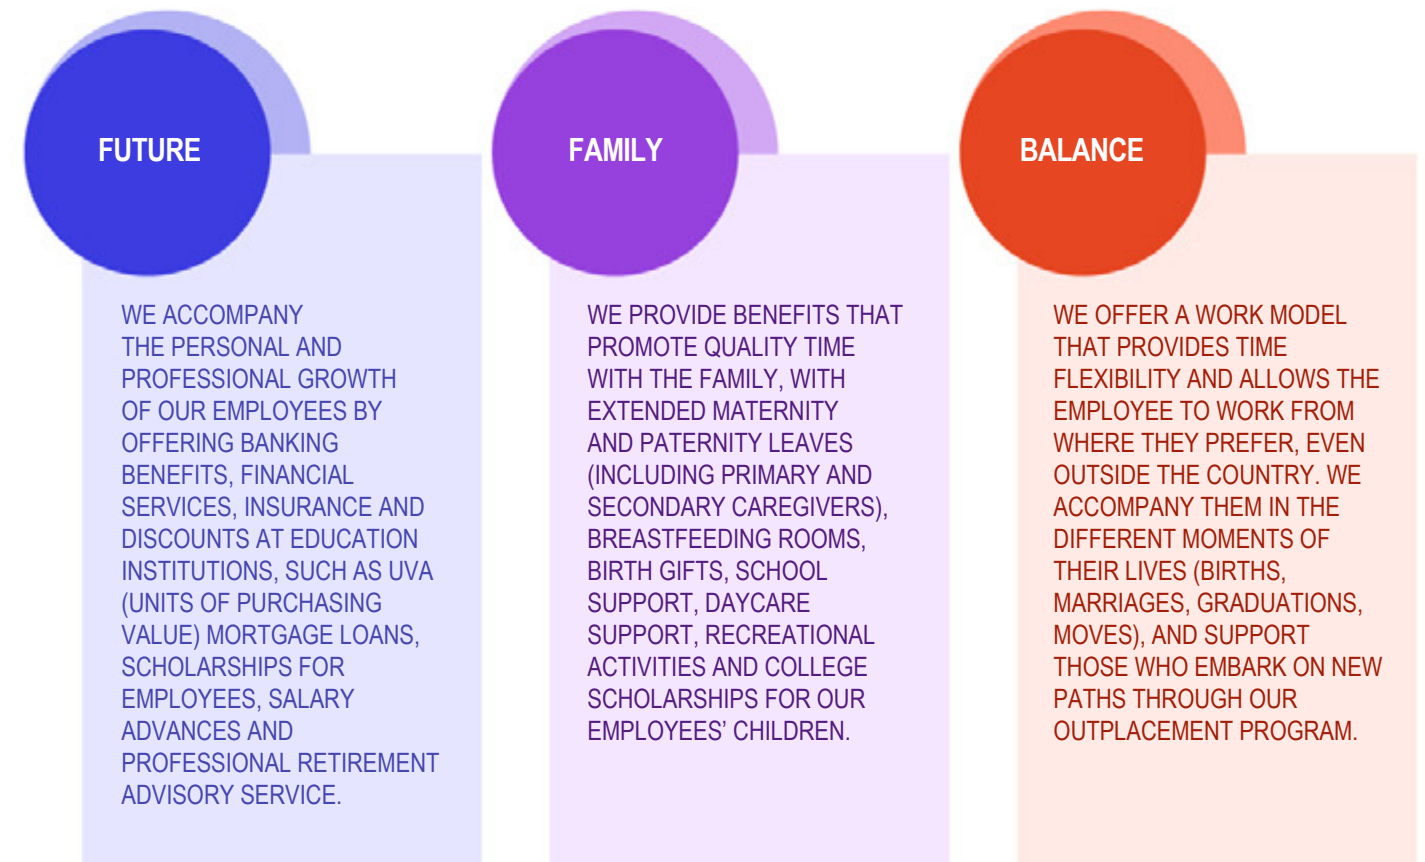 FUTURE
WE ACCOMPANY
THE PERSONAL AND
PROFESSIONAL GROWTH
OF OUR EMPLOYEES BY
OFFERING BANKING
BENEFITS, FINANCIAL
SERVICES, INSURANCE AND
DISCOUNTS AT EDUCATION
INSTITUTIONS, SUCH AS UVA
(UNITS OF PURCHASING
VALUE) MORTGAGE LOANS,
SCHOLARSHIPS FOR
EMPLOYEES, SALARY
ADVANCES AND
PROFESSIONAL RETIREMENT
ADVISORY SERVICE.
FAMILY
WE PROVIDE BENEFITS THAT
PROMOTE QUALITY TIME
WITH THE FAMILY, WITH
EXTENDED MATERNITY
AND PATERNITY LEAVES
(INCLUDING PRIMARY AND
SECONDARY CAREGIVERS),
BREASTFEEDING ROOMS,
BIRTH GIFTS, SCHOOL
SUPPORT, DAYCARE
SUPPORT, RECREATIONAL
ACTIVITIES AND COLLEGE
SCHOLARSHIPS FOR OUR
EMPLOYEES’ CHILDREN.
BALANCE
WE OFFER A WORK MODEL
THAT PROVIDES TIME
FLEXIBILITY AND ALLOWS THE
EMPLOYEE TO WORK FROM
WHERE THEY PREFER, EVEN
OUTSIDE THE COUNTRY. WE
ACCOMPANY THEM IN THE
DIFFERENT MOMENTS OF
THEIR LIVES (BIRTHS,
MARRIAGES, GRADUATIONS,
MOVES), AND SUPPORT
THOSE WHO EMBARK ON NEW
PATHS THROUGH OUR
OUTPLACEMENT PROGRAM.